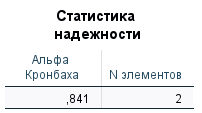 Статистика
надежности
Альфа
Кронбаха
N элементов
,841
2